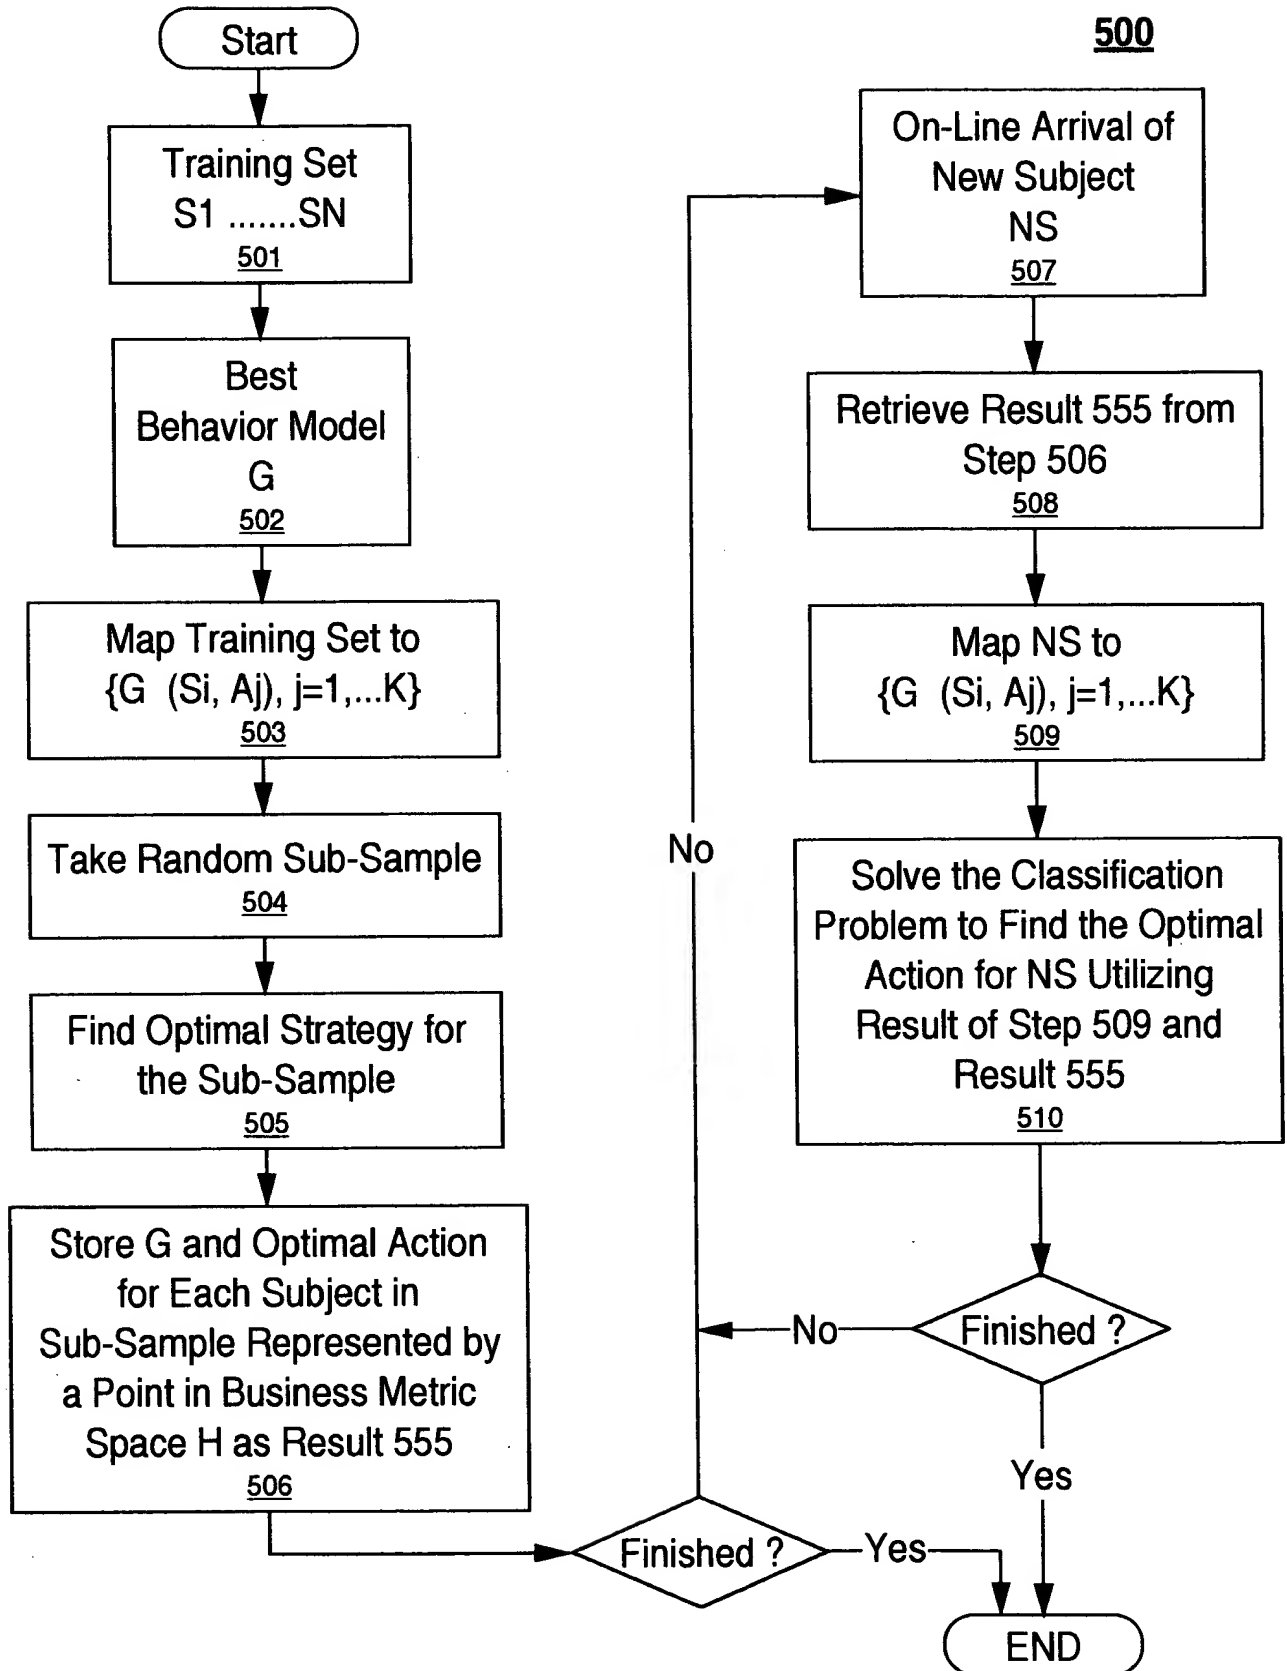 500
Start
Training Set
S1 .......SN
501
Best
Behavior Model
G
502
Map Training Set to
{G (Si, Aj), j=1,...K}
503
Take Random Sub-Sample
504
Find Optimal Strategy for
the Sub-Sample
505
Store G and Optimal Action
for Each Subject in
Sub-Sample Represented by
a Point in Business Metric
Space H as Result 555
506
Finished ?
Yes
No
On-Line Arrival of
New Subject
NS
507
Retrieve Result 555 from
Step 506
508
Map NS to
{G (Si, Aj), j=1,...K}
509
Solve the Classification
Problem to Find the Optimal
Action for NS Utilizing
Result of Step 509 and
Result 555
510
Finished ?
No
Yes
END